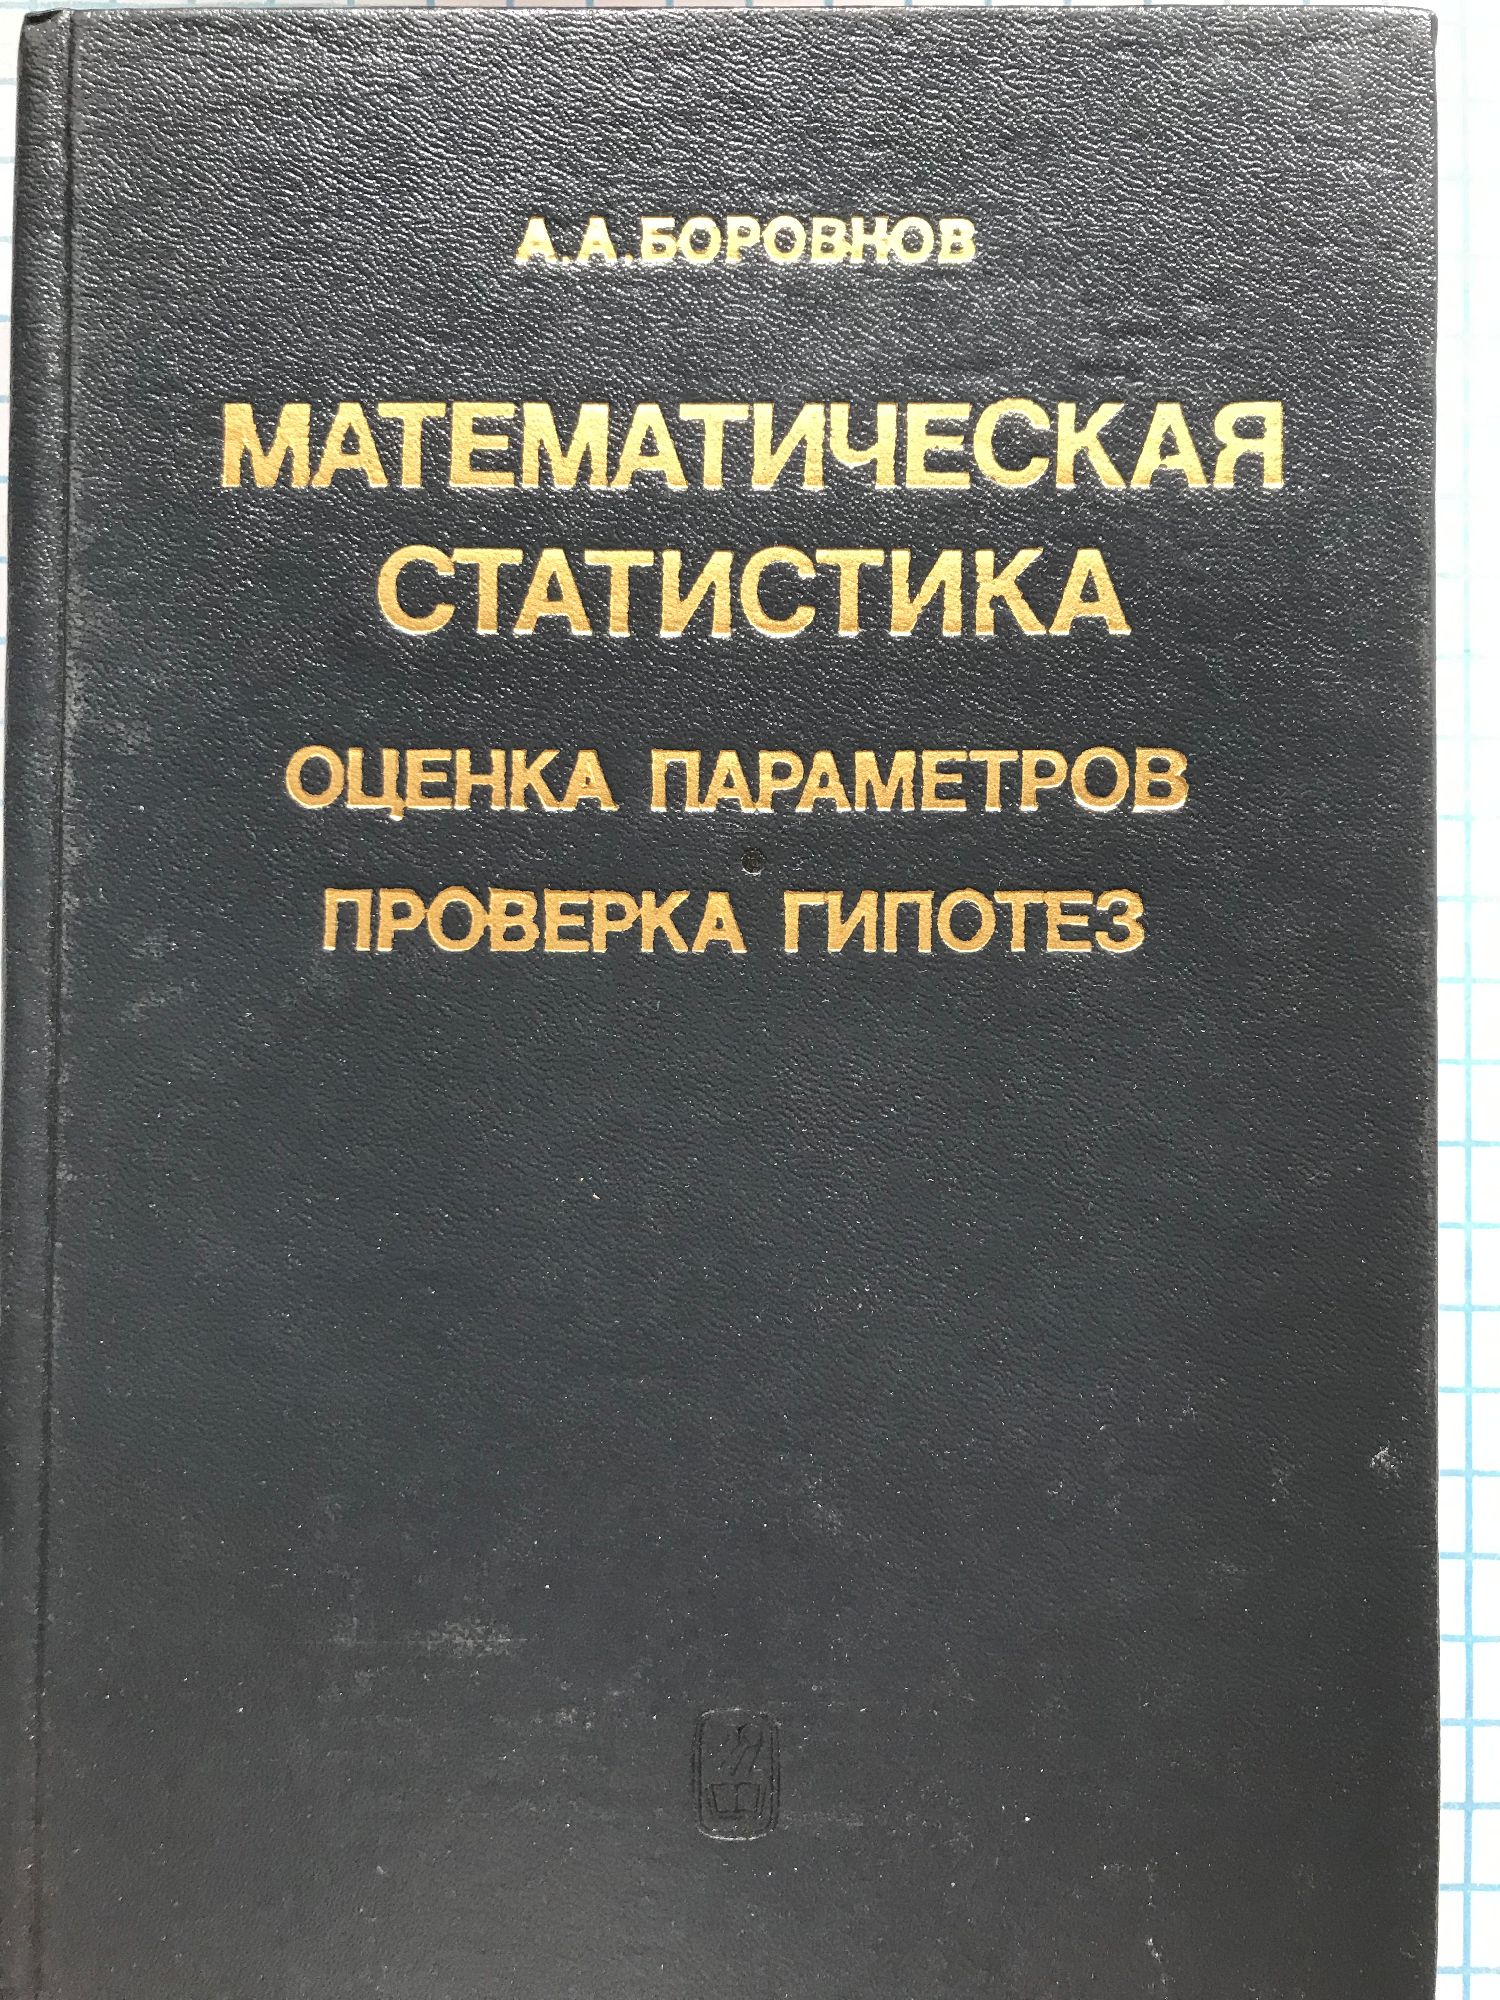 А.А.БОРОВКОВ
МАТЕМАТИЧЕСКАЯ
СТАТИСТИКА
ОЦЕНКА ПАРАМЕТРОВ
ПРОВЕРКА ГИПОТЕЗ